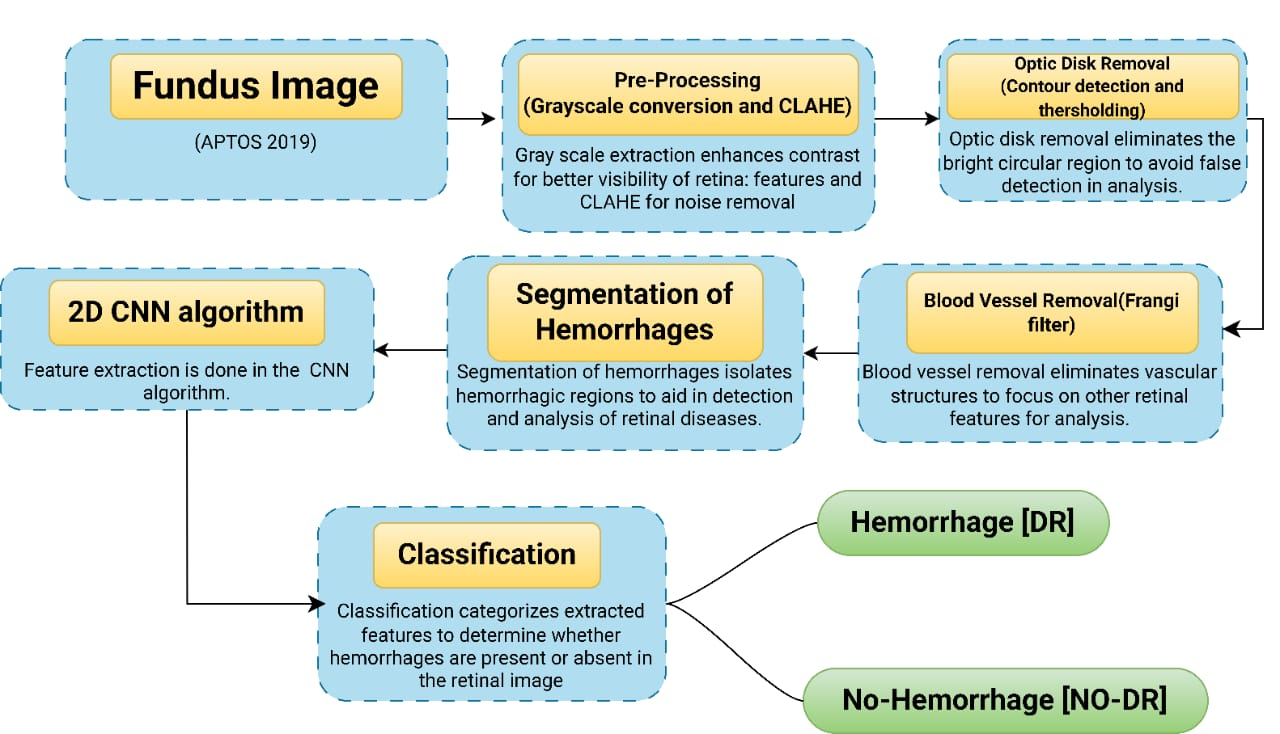 Fundus Image
(APTOS 2019)
Pre-Processing
(Grayscale conversion and CLAHE)
Gray scale extraction enhances contrast
for better visibility of retina: features and
CLAHE for noise removal
Optic Disk Removal
(Contour detection and
thersholding)
Optic disk removal eliminates the
bright circular region to avoid false
detection in analysis.
Blood Vessel Removal(Frangi
filter)
Blood vessel removal eliminates vascular
structures to focus on other retinal
features for analysis.
Segmentation of
Hemorrhages
Segmentation of hemorrhages isolates
hemorrhagic regions to aid in detection
and analysis of retinal diseases.
2D CNN algorithm
Feature extraction is done in the CNN
algorithm.
Classification
Classification categorizes extracted
features to determine whether
hemorrhages are present or absent in
the retinal image
Hemorrhage [DR]
No-Hemorrhage [NO-DR]